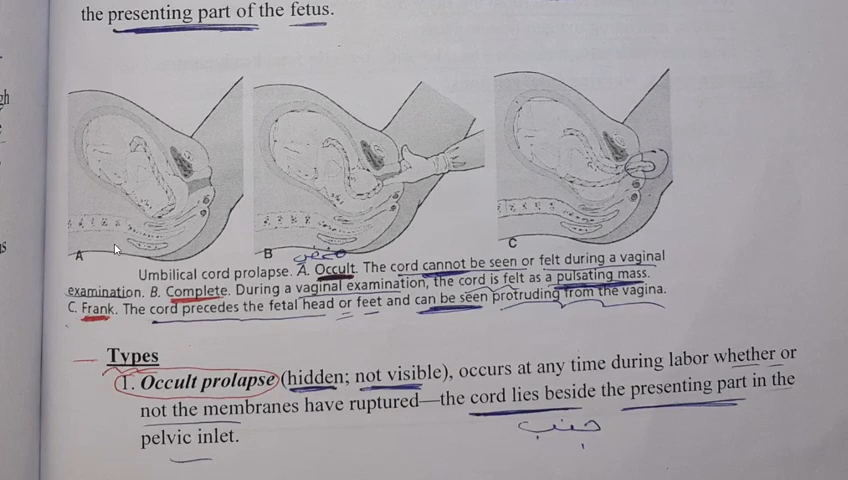 the presenting part of the fetus.
A
B
C
Umbilical cord prolapse. A. Occult. The cord cannot be seen or felt during a vaginal
examination. B. Complete. During a vaginal examination, the cord is felt as a pulsating mass.
C. Frank. The cord precedes the fetal head or feet and can be seen protruding from the vagina.
Types
1. Occult prolapse (hidden; not visible), occurs at any time during labor whether or
not the membranes have ruptured—the cord lies beside the presenting part in the
pelvic inlet.
جنب